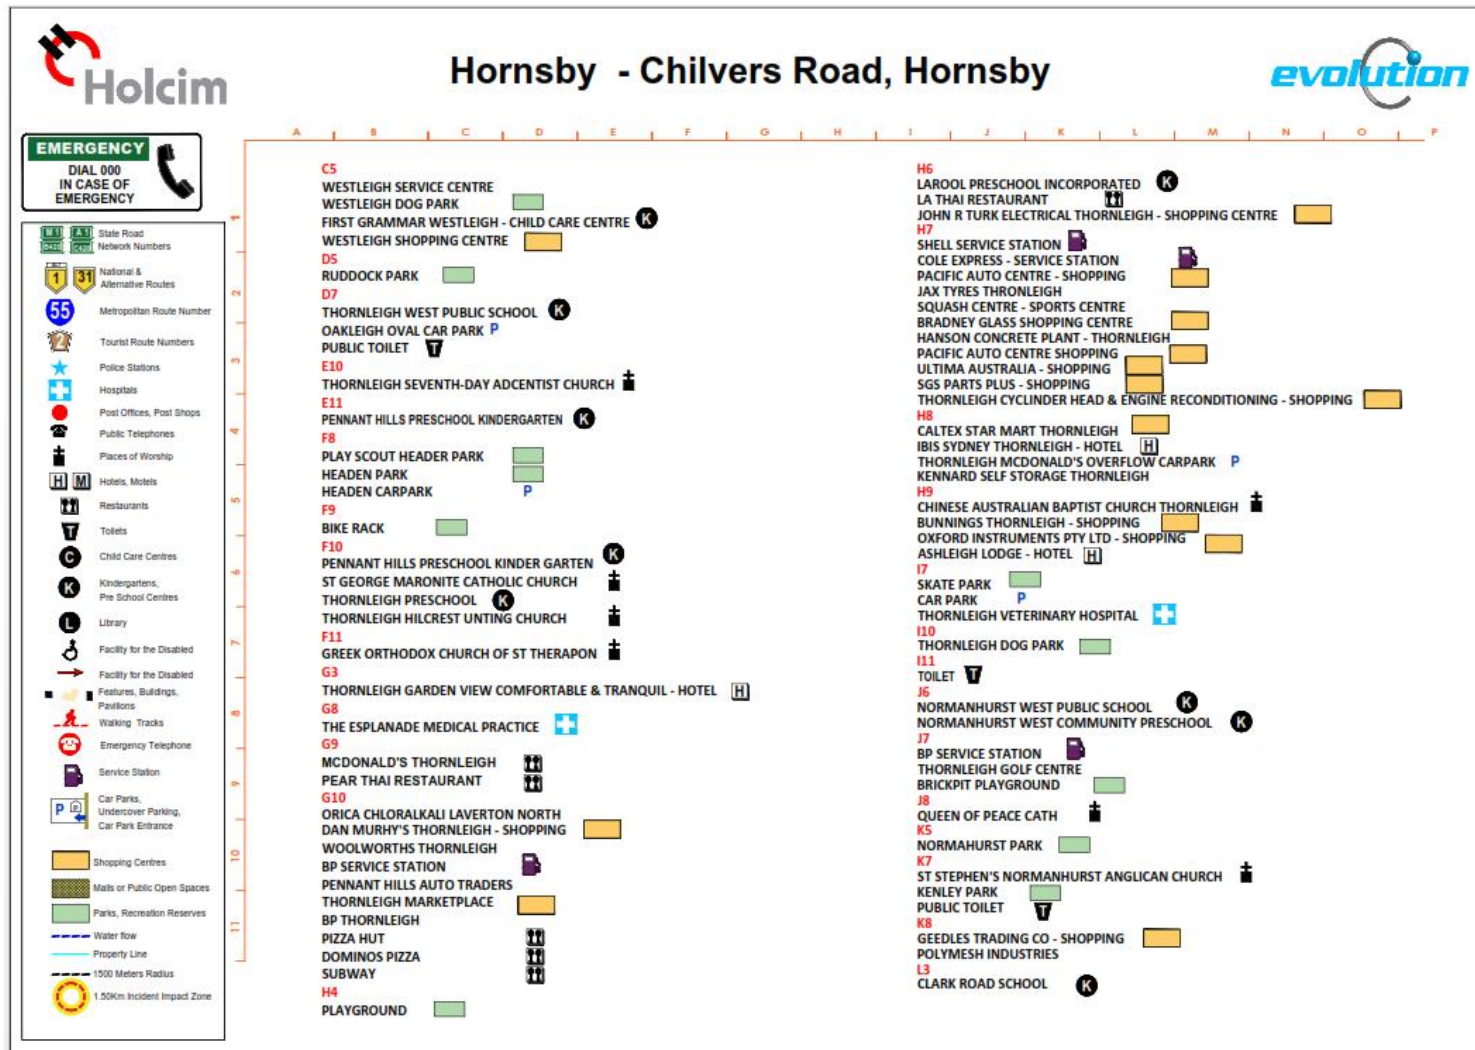 Holcim
Hornsby - Chilvers Road, Hornsby
evolution
A B C D E F G H I J K L M N O P
EMERGENCY
DIAL 000
IN CASE OF
EMERGENCY
State Road
Network Numbers
1 31
National &
Alternative Routes
55
Metropolitan Route Number
2
Tourist Route Numbers
Police Stations
Hospitals
Post Offices, Post Shops
Public Telephones
Places of Worship
H M Hotels, Motels
Restaurants
T Toilets
C Child Care Centres
K Kindergartens,
Pre School Centres
L Library
Facility for the Disabled
Facility for the Disabled
Features, Buildings,
Pavilions
Walking Tracks
Emergency Telephone
Service Station
P Car Parks,
Undercover Parking,
Car Park Entrance
Shopping Centres
Malls or Public Open Spaces
Parks, Recreation Reserves
Water flow
Property Line
1500 Meters Radius
1.50Km Incident Impact Zone
1
2
3
4
5
6
7
8
9
10
11
C5
WESTLEIGH SERVICE CENTRE
WESTLEIGH DOG PARK
FIRST GRAMMAR WESTLEIGH - CHILD CARE CENTRE K
WESTLEIGH SHOPPING CENTRE
D5
RUDDOCK PARK
D7
THORNLEIGH WEST PUBLIC SCHOOL K
OAKLEIGH OVAL CAR PARK P
PUBLIC TOILET T
E10
THORNLEIGH SEVENTH-DAY ADCENTIST CHURCH
E11
PENNANT HILLS PRESCHOOL KINDERGARTEN K
F8
PLAY SCOUT HEADER PARK
HEADEN PARK
HEADEN CARPARK P
F9
BIKE RACK
F10
PENNANT HILLS PRESCHOOL KINDER GARTEN K
ST GEORGE MARONITE CATHOLIC CHURCH
THORNLEIGH PRESCHOOL K
THORNLEIGH HILCREST UNTING CHURCH
F11
GREEK ORTHODOX CHURCH OF ST THERAPON
G3
THORNLEIGH GARDEN VIEW COMFORTABLE & TRANQUIL - HOTEL H
G8
THE ESPLANADE MEDICAL PRACTICE
G9
MCDONALD'S THORNLEIGH
PEAR THAI RESTAURANT
G10
ORICA CHLORALKALI LAVERTON NORTH
DAN MURHY'S THORNLEIGH - SHOPPING
WOOLWORTHS THORNLEIGH
BP SERVICE STATION
PENNANT HILLS AUTO TRADERS
THORNLEIGH MARKETPLACE
BP THORNLEIGH
PIZZA HUT
DOMINOS PIZZA
SUBWAY
H4
PLAYGROUND
H6
LAROOL PRESCHOOL INCORPORATED K
LA THAI RESTAURANT
JOHN R TURK ELECTRICAL THORNLEIGH - SHOPPING CENTRE
H7
SHELL SERVICE STATION
COLE EXPRESS - SERVICE STATION
PACIFIC AUTO CENTRE - SHOPPING
JAX TYRES THRONLEIGH
SQUASH CENTRE - SPORTS CENTRE
BRADNEY GLASS SHOPPING CENTRE
HANSON CONCRETE PLANT - THORNLEIGH
PACIFIC AUTO CENTRE SHOPPING
ULTIMA AUSTRALIA - SHOPPING
SGS PARTS PLUS - SHOPPING
THORNLEIGH CYCLINDER HEAD & ENGINE RECONDITIONING - SHOPPING
H8
CALTEX STAR MART THORNLEIGH
IBIS SYDNEY THORNLEIGH - HOTEL H
THORNLEIGH MCDONALD'S OVERFLOW CARPARK P
KENNARD SELF STORAGE THORNLEIGH
H9
CHINESE AUSTRALIAN BAPTIST CHURCH THORNLEIGH
BUNNINGS THORNLEIGH - SHOPPING
OXFORD INSTRUMENTS PTY LTD - SHOPPING
ASHLEIGH LODGE - HOTEL H
I7
SKATE PARK
CAR PARK P
THORNLEIGH VETERINARY HOSPITAL
I10
THORNLEIGH DOG PARK
I11
TOILET T
J6
NORMANHURST WEST PUBLIC SCHOOL K
NORMANHURST WEST COMMUNITY PRESCHOOL K
J7
BP SERVICE STATION
THORNLEIGH GOLF CENTRE
BRICKPIT PLAYGROUND
J8
QUEEN OF PEACE CATH
K5
NORMAHURST PARK
K7
ST STEPHEN'S NORMANHURST ANGLICAN CHURCH
KENLEY PARK
PUBLIC TOILET T
K8
GEEDLES TRADING CO - SHOPPING
POLYMESH INDUSTRIES
L3
CLARK ROAD SCHOOL K